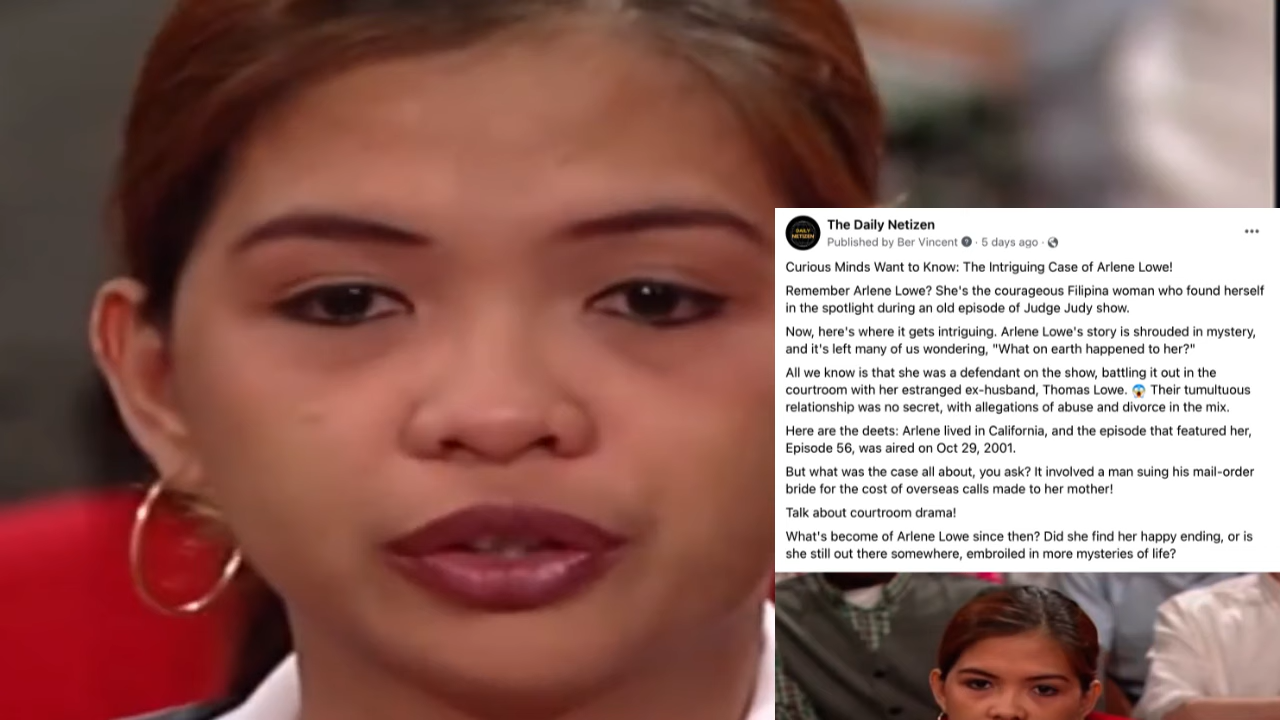 DAILY
NETIZEN
The Daily Netizen
Published by Ber Vincent · 5 days ago ·
Curious Minds Want to Know: The Intriguing Case of Arlene Lowe!
Remember Arlene Lowe? She's the courageous Filipina woman who found herself
in the spotlight during an old episode of Judge Judy show.
Now, here's where it gets intriguing. Arlene Lowe's story is shrouded in mystery,
and it's left many of us wondering, "What on earth happened to her?"
All we know is that she was a defendant on the show, battling it out in the
courtroom with her estranged ex-husband, Thomas Lowe. 😱 Their tumultuous
relationship was no secret, with allegations of abuse and divorce in the mix.
Here are the deets: Arlene lived in California, and the episode that featured her,
Episode 56, was aired on Oct 29, 2001.
But what was the case all about, you ask? It involved a man suing his mail-order
bride for the cost of overseas calls made to her mother!
Talk about courtroom drama!
What's become of Arlene Lowe since then? Did she find her happy ending, or is
she still out there somewhere, embroiled in more mysteries of life?